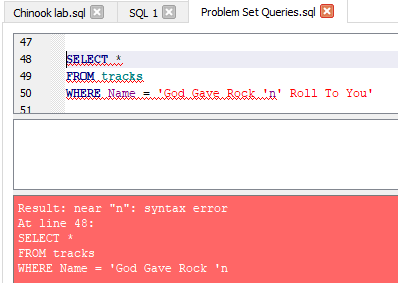 Chinook lab.sql SQL 1 Problem Set Queries.sql
47
48 SELECT *
49 FROM tracks
50 WHERE Name = 'God Gave Rock 'n' Roll To You'
51
Result: near "n": syntax error
At line 48:
SELECT *
FROM tracks
WHERE Name = 'God Gave Rock 'n